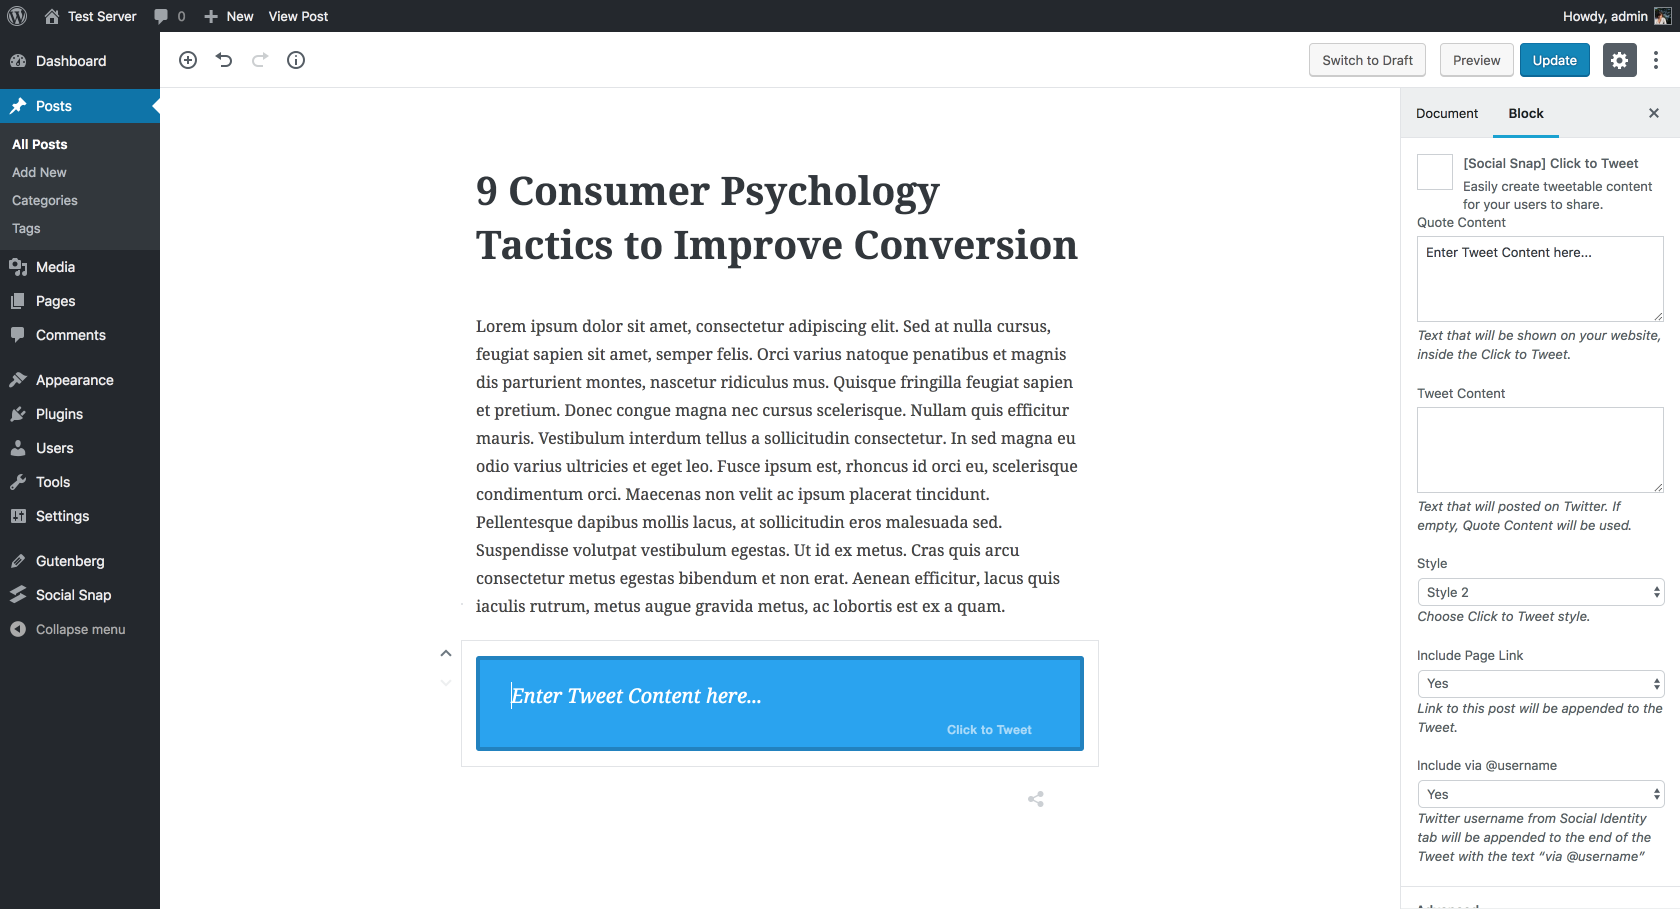 Test Server
0
New
View Post
Howdy, admin
Dashboard
Posts
All Posts
Add New
Categories
Tags
Media
Pages
Comments
Appearance
Plugins
Users
Tools
Settings
Gutenberg
Social Snap
Collapse menu
Switch to Draft
Preview
Update
9 Consumer Psychology
Tactics to Improve Conversion
Lorem ipsum dolor sit amet, consectetur adipiscing elit. Sed at nulla cursus,
feugiat sapien sit amet, semper felis. Orci varius natoque penatibus et magnis
dis parturient montes, nascetur ridiculus mus. Quisque fringilla feugiat sapien
et pretium. Donec congue magna nec cursus scelerisque. Nullam quis efficitur
mauris. Vestibulum interdum tellus a sollicitudin consectetur. In sed magna eu
odio varius ultricies et eget leo. Fusce ipsum est, rhoncus id orci eu, scelerisque
condimentum orci. Maecenas non velit ac ipsum placerat tincidunt.
Pellentesque dapibus mollis lacus, at sollicitudin eros malesuada sed.
Suspendisse volutpat vestibulum egestas. Ut id ex metus. Cras quis arcu
consectetur metus egestas bibendum et non erat. Aenean efficitur, lacus quis
iaculis rutrum, metus augue gravida metus, ac lobortis est ex a quam.
Enter Tweet Content here...
Click to Tweet
Document
Block
[Social Snap] Click to Tweet
Easily create tweetable content
for your users to share.
Quote Content
Enter Tweet Content here...
Text that will be shown on your website,
inside the Click to Tweet.
Tweet Content
Text that will posted on Twitter. If
empty, Quote Content will be used.
Style
Style 2
Choose Click to Tweet style.
Include Page Link
Yes
Link to this post will be appended to the
Tweet.
Include via @username
Yes
Twitter username from Social Identity
tab will be appended to the end of the
Tweet with the text “via @username”